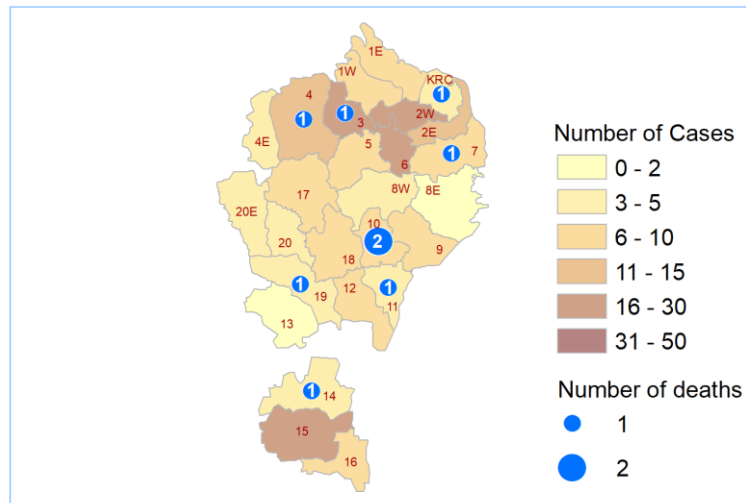 1E
1W
KRC
1
4
1
1
3
2W
2E
4E
5
6
1
7
8W
8E
17
20E
20
10
2
9
18
1
19
12
1
11
13
1
14
15
16
Number of Cases
0 - 2
3 - 5
6 - 10
11 - 15
16 - 30
31 - 50
Number of deaths
1
2